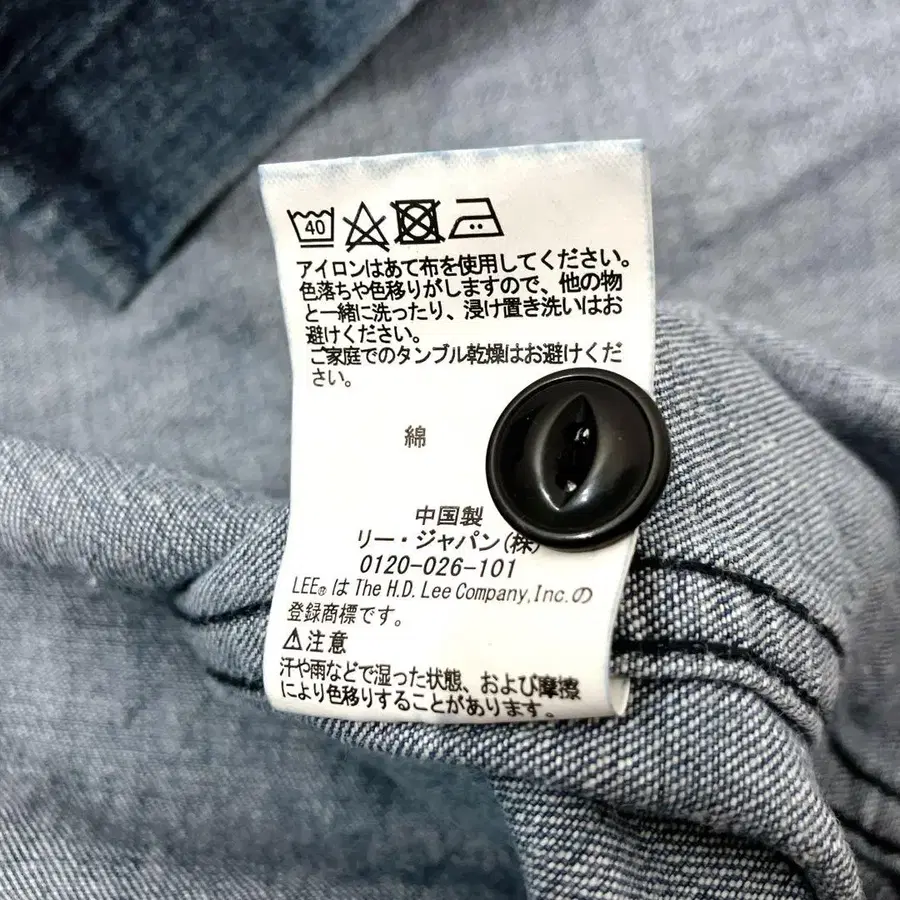 40
アイロンはあて布を使用してください。
色落ちや色移りがしますので、他の物
と一緒に洗ったり、浸け置き洗いはお
避けください。
ご家庭でのタンブル乾燥はお避けくだ
さい。
綿
中国製
リー・ジャパン(株)
0120-026-101
LEE®は The H.D. Lee Company,Inc.の
登録商標です。
⚠注意
汗や雨などで湿った状態、および摩擦
により色移りすることがあります。